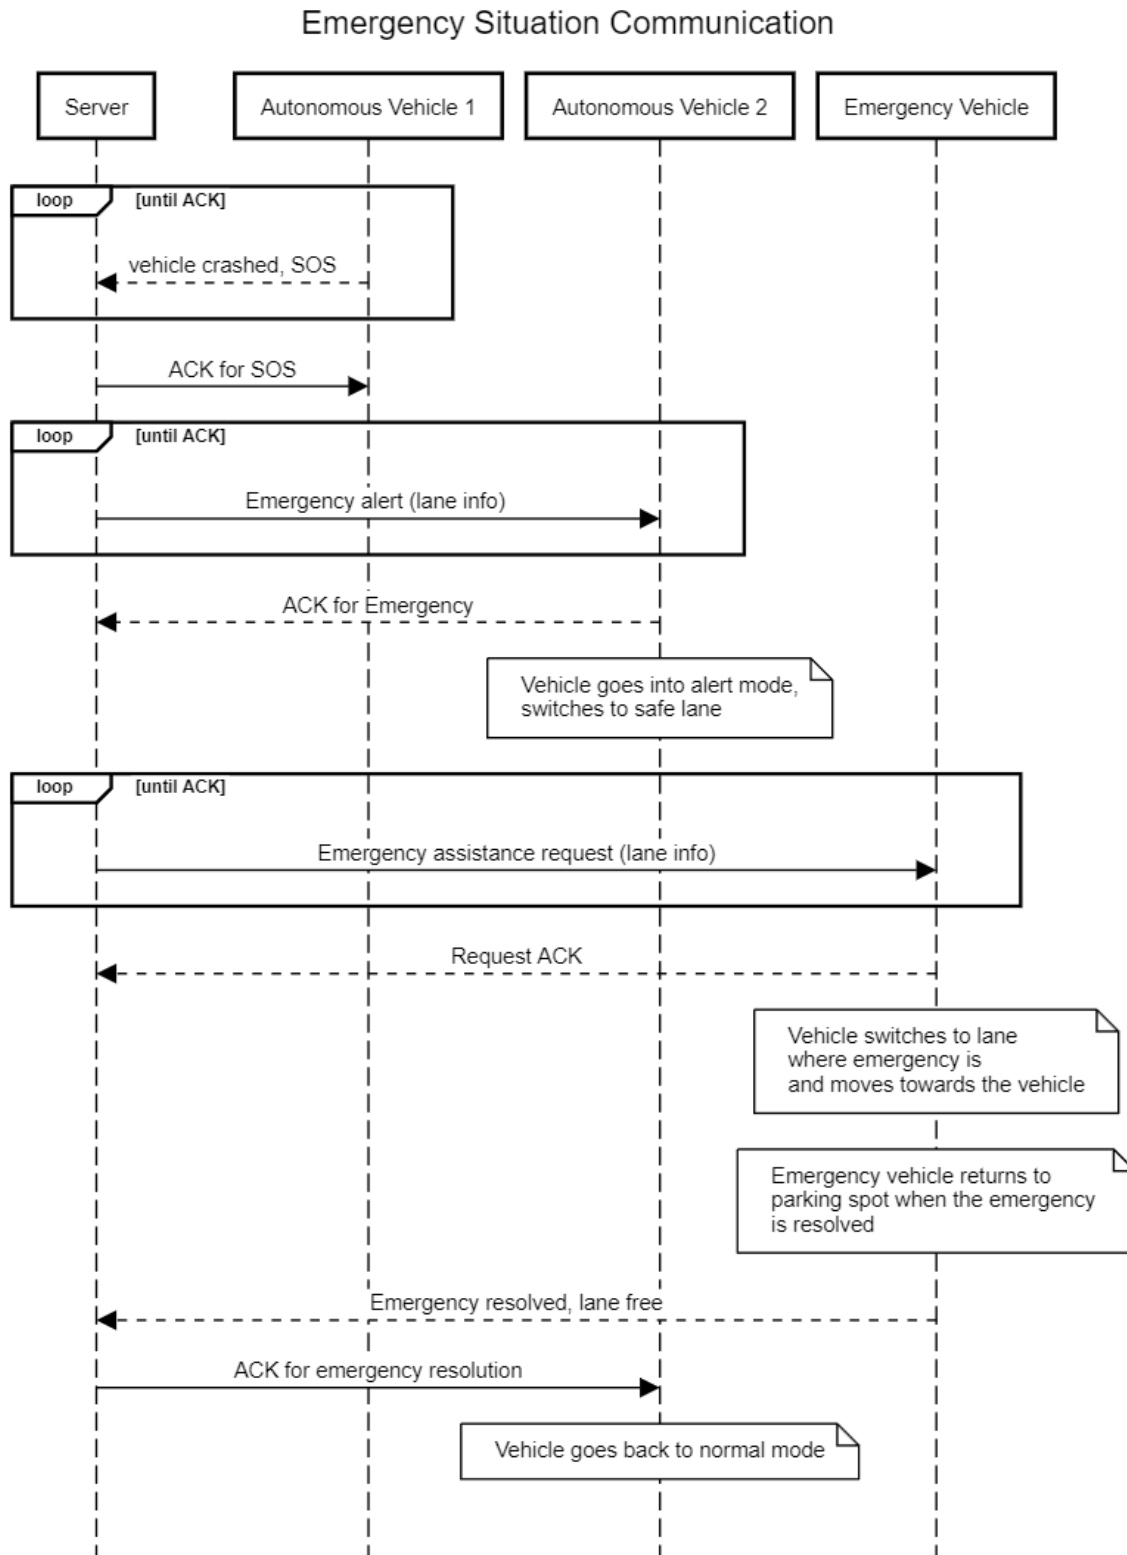 Emergency Situation Communication
Server
Autonomous Vehicle 1
Autonomous Vehicle 2
Emergency Vehicle
loop
[until ACK]
vehicle crashed, SOS
ACK for SOS
loop
[until ACK]
Emergency alert (lane info)
ACK for Emergency
Vehicle goes into alert mode,
switches to safe lane
loop
[until ACK]
Emergency assistance request (lane info)
Request ACK
Vehicle switches to lane
where emergency is
and moves towards the vehicle
Emergency vehicle returns to
parking spot when the emergency
is resolved
Emergency resolved, lane free
ACK for emergency resolution
Vehicle goes back to normal mode